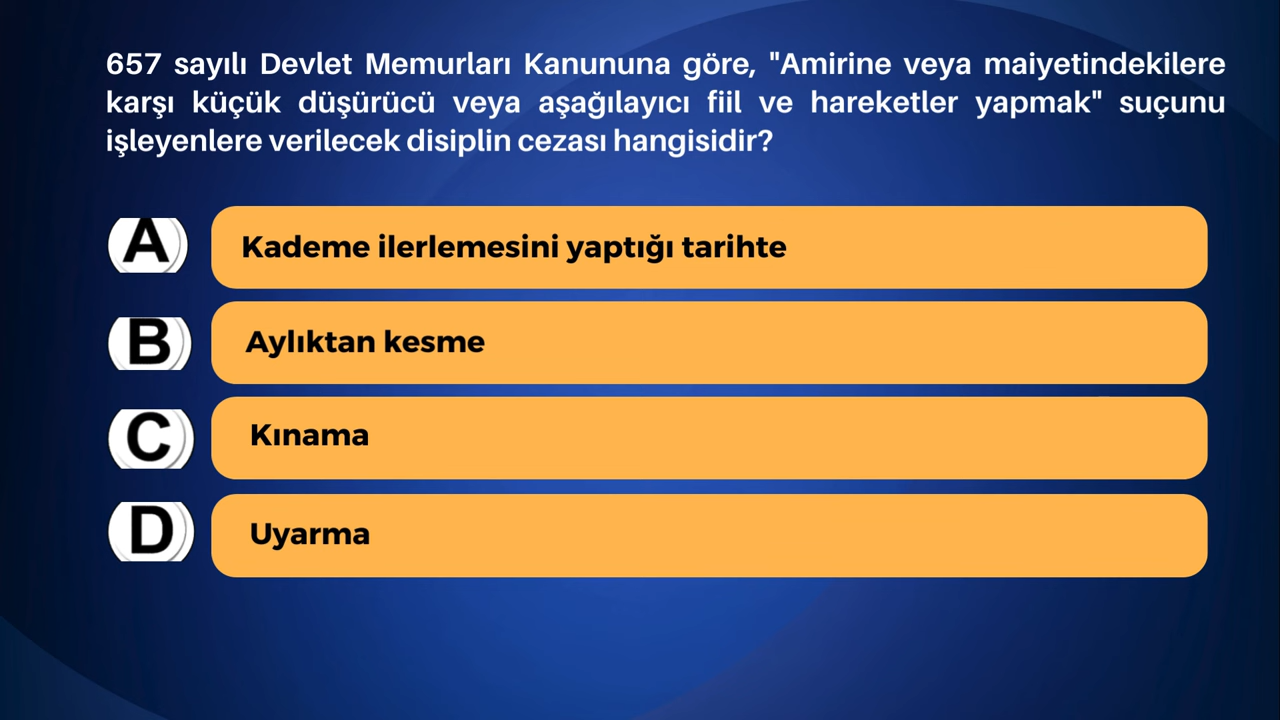 657 sayılı Devlet Memurları Kanununa göre, "Amirine veya maiyetindekilere
karşı küçük düşürücü veya aşağılayıcı fiil ve hareketler yapmak" suçunu
işleyenlere verilecek disiplin cezası hangisidir?
A Kademe ilerlemesini yaptığı tarihte
B Aylıktan kesme
C Kınama
D Uyarma